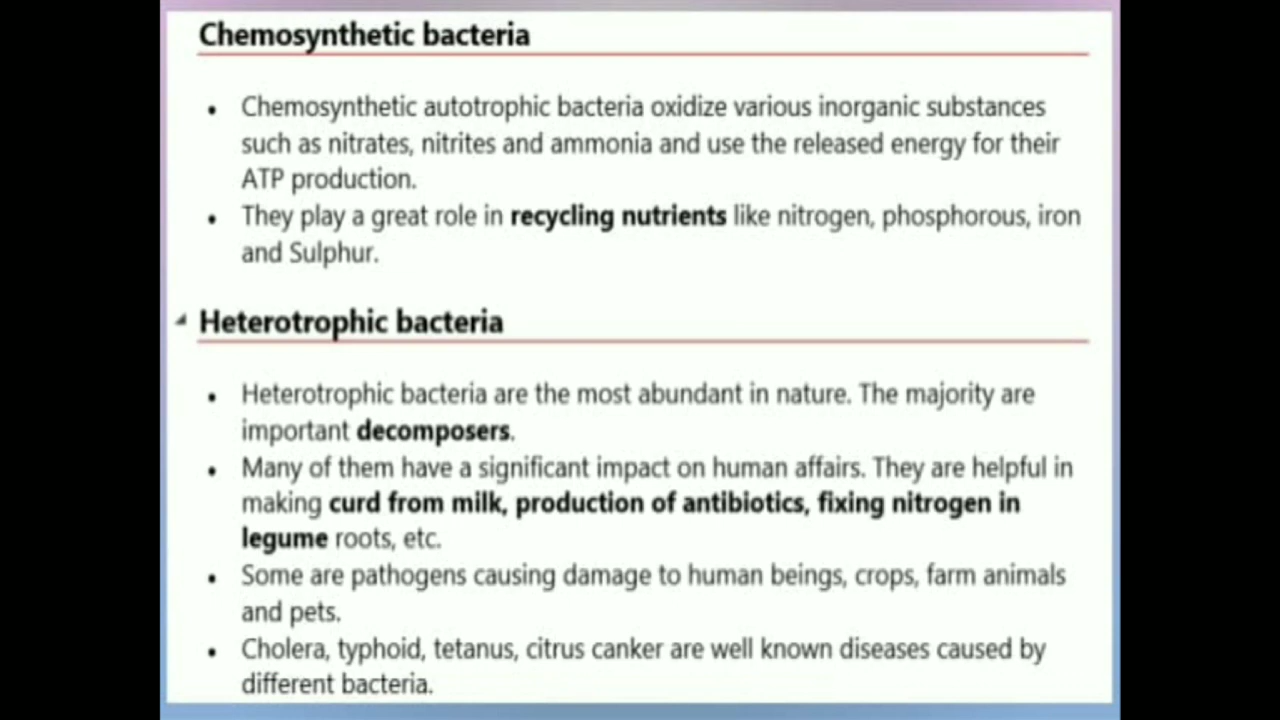 Chemosynthetic bacteria
• Chemosynthetic autotrophic bacteria oxidize various inorganic substances
such as nitrates, nitrites and ammonia and use the released energy for their
ATP production.
• They play a great role in recycling nutrients like nitrogen, phosphorous, iron
and Sulphur.
Heterotrophic bacteria
• Heterotrophic bacteria are the most abundant in nature. The majority are
important decomposers.
• Many of them have a significant impact on human affairs. They are helpful in
making curd from milk, production of antibiotics, fixing nitrogen in
legume roots, etc.
• Some are pathogens causing damage to human beings, crops, farm animals
and pets.
• Cholera, typhoid, tetanus, citrus canker are well known diseases caused by
different bacteria.